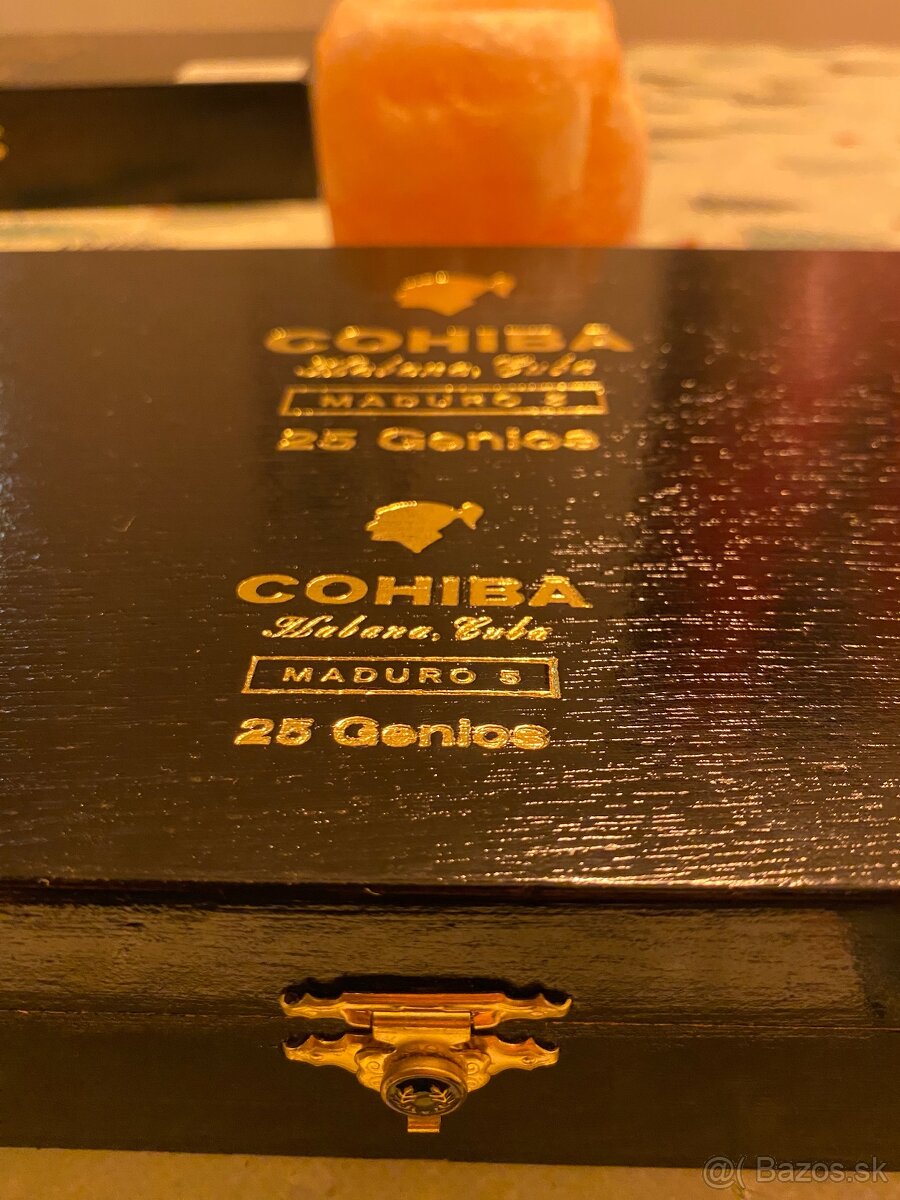 COHIBA
Habana, Cuba
MADURO 5
25 Genios
COHIBA
Habana, Cuba
MADURO 5
25 Genios
@( Bazos.sk